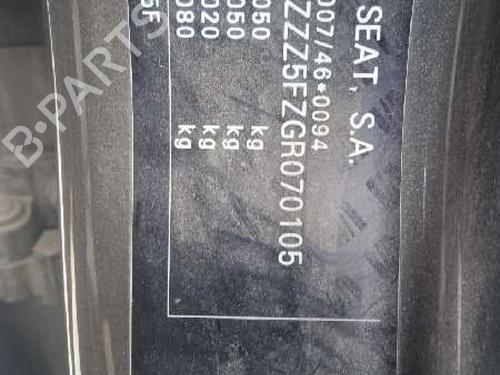 SEAT, S.A.
007/46*0094
ZZZ5FZGR070105
050 kg
050 kg
020 kg
080 kg
5F
B-PARTS